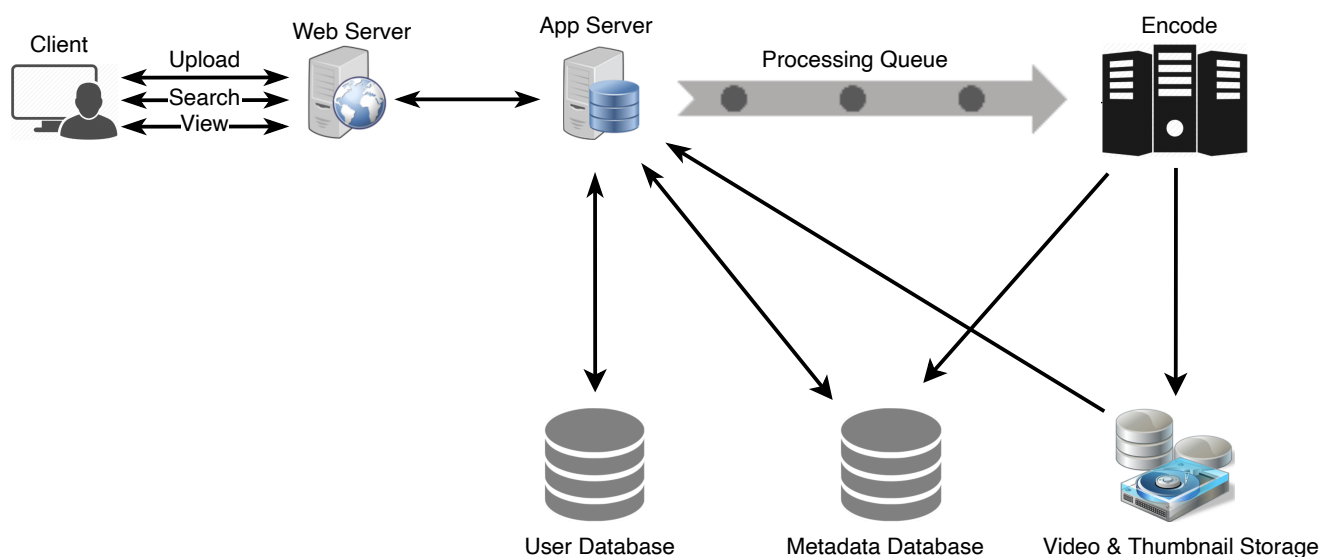 Client
Upload
Search
View
Web Server
App Server
Processing Queue
Encode
User Database
Metadata Database
Video & Thumbnail Storage